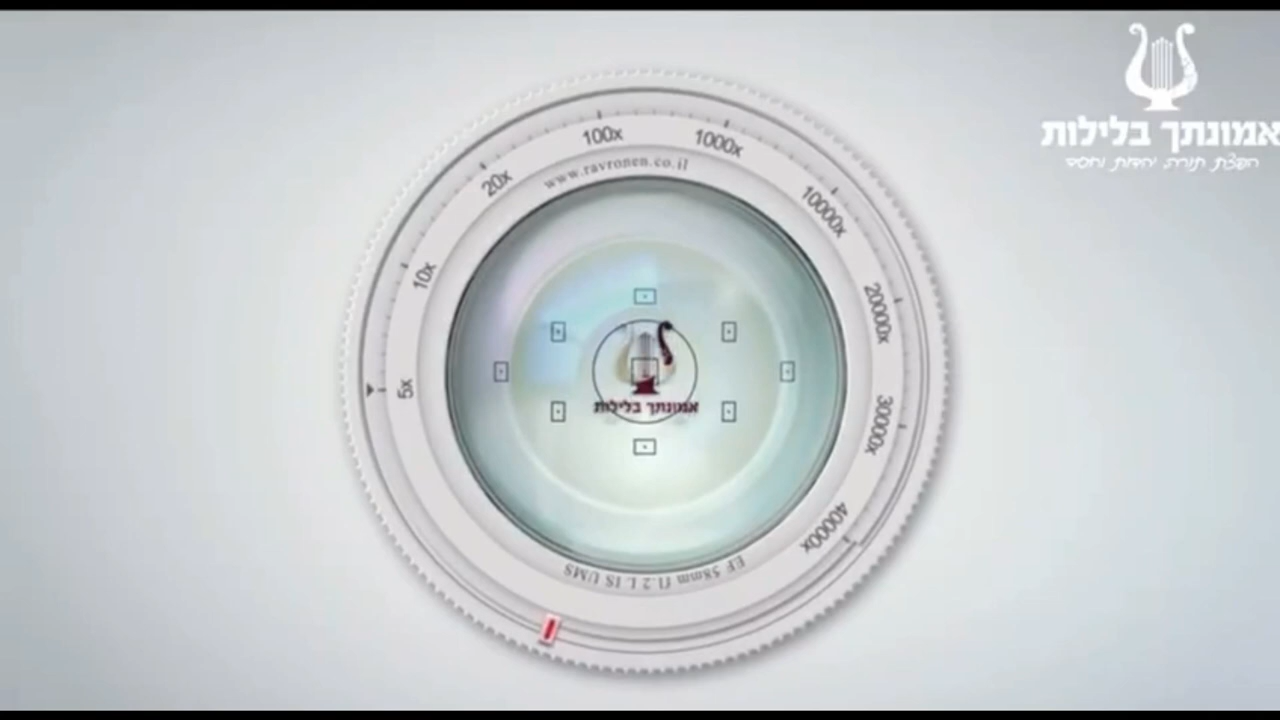 אמונתך בלילות
הפצת תורה, יהדות וחסד
5x
10x
20x
100x
1000x
10000x
20000x
30000x
40000x
www.ravronen.co.il
אמונתך בלילות
EF 58mm f1.2 L IS UMS